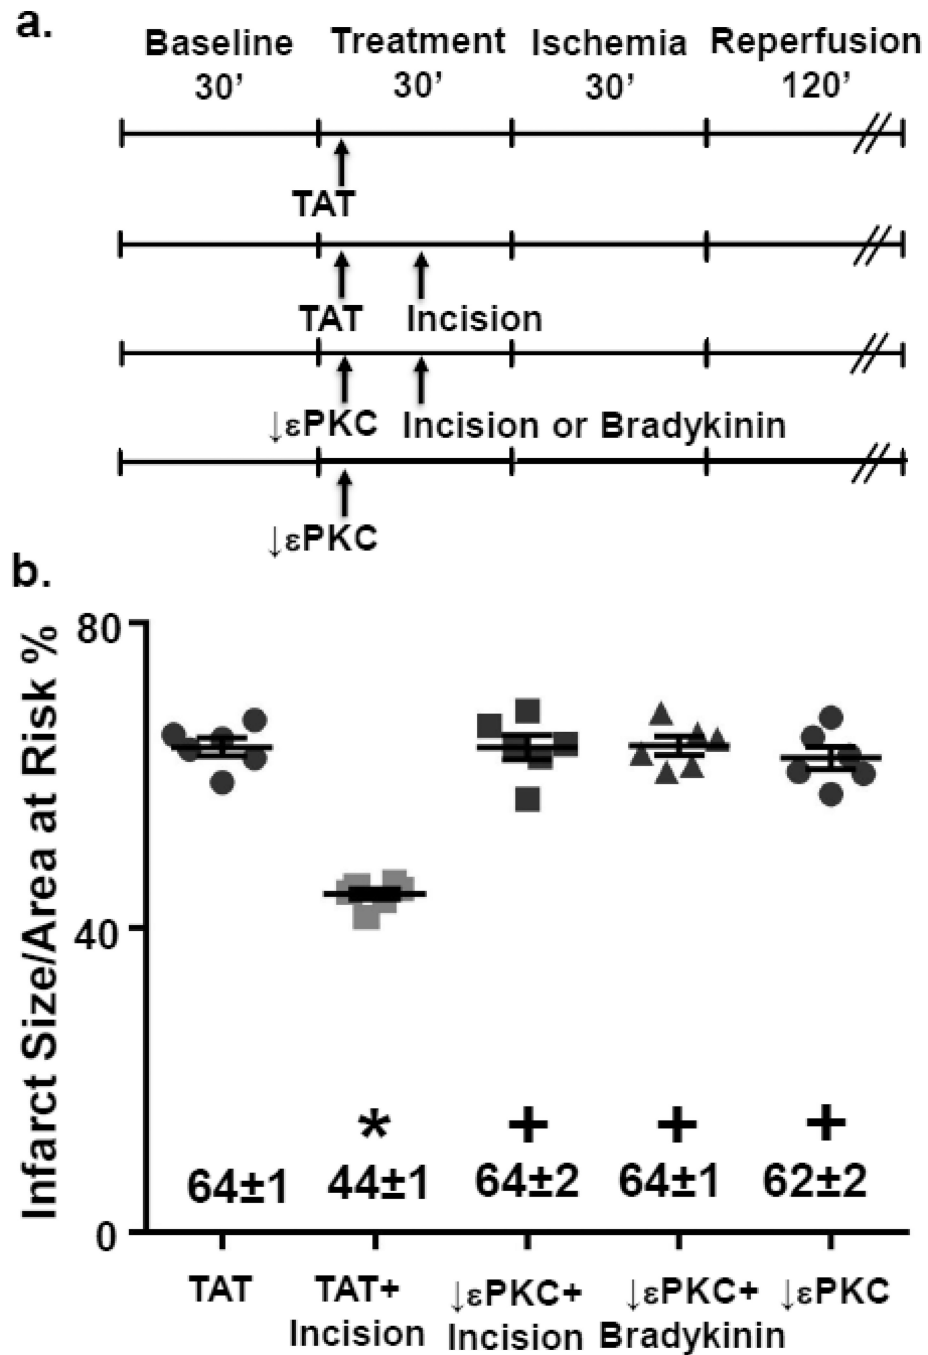 a.
Baseline Treatment Ischemia Reperfusion
30’ 30’ 30’ 120’
TAT
TAT Incision
↓εPKC Incision or Bradykinin
↓εPKC
b.
Infarct Size/Area at Risk %
80
40
0
* + + +
64±1 44±1 64±2 64±1 62±2
TAT TAT+ ↓εPKC+ ↓εPKC+ ↓εPKC
Incision Incision Bradykinin